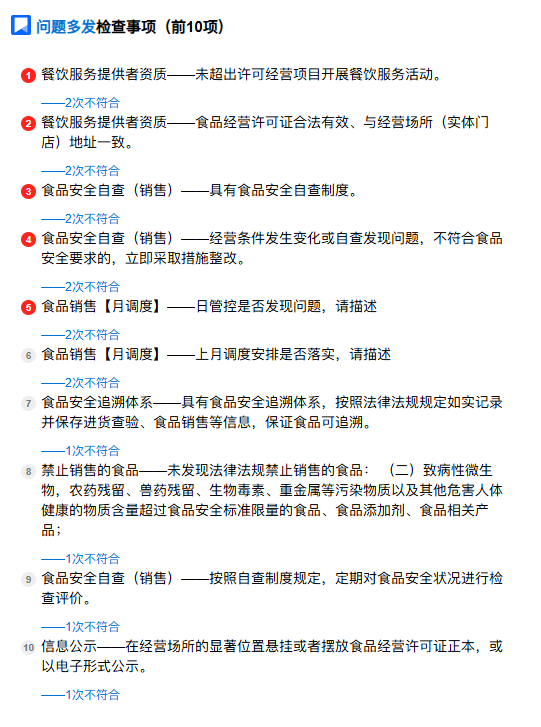 问题多发检查事项（前10项）
1 餐饮服务提供者资质——未超出许可经营项目开展餐饮服务活动。
——2次不符合
2 餐饮服务提供者资质——食品经营许可证合法有效、与经营场所（实体门
店）地址一致。
——2次不符合
3 食品安全自查（销售）——具有食品安全自查制度。
——2次不符合
4 食品安全自查（销售）——经营条件发生变化或自查发现问题，不符合食品
安全要求的，立即采取措施整改。
——2次不符合
5 食品销售【月调度】——日管控是否发现问题，请描述
——2次不符合
6 食品销售【月调度】——上月调度安排是否落实，请描述
——2次不符合
7 食品安全追溯体系——具有食品安全追溯体系，按照法律法规规定如实记录
并保存进货查验、食品销售等信息，保证食品可追溯。
——1次不符合
8 禁止销售的食品——未发现法律法规禁止销售的食品： （二）致病性微生
物，农药残留、兽药残留、生物毒素、重金属等污染物质以及其他危害人体
健康的物质含量超过食品安全标准限量的食品、食品添加剂、食品相关产
品；
——1次不符合
9 食品安全自查（销售）——按照自查制度规定，定期对食品安全状况进行检
查评价。
——1次不符合
10 信息公示——在经营场所的显著位置悬挂或者摆放食品经营许可证正本，或
以电子形式公示。
——1次不符合